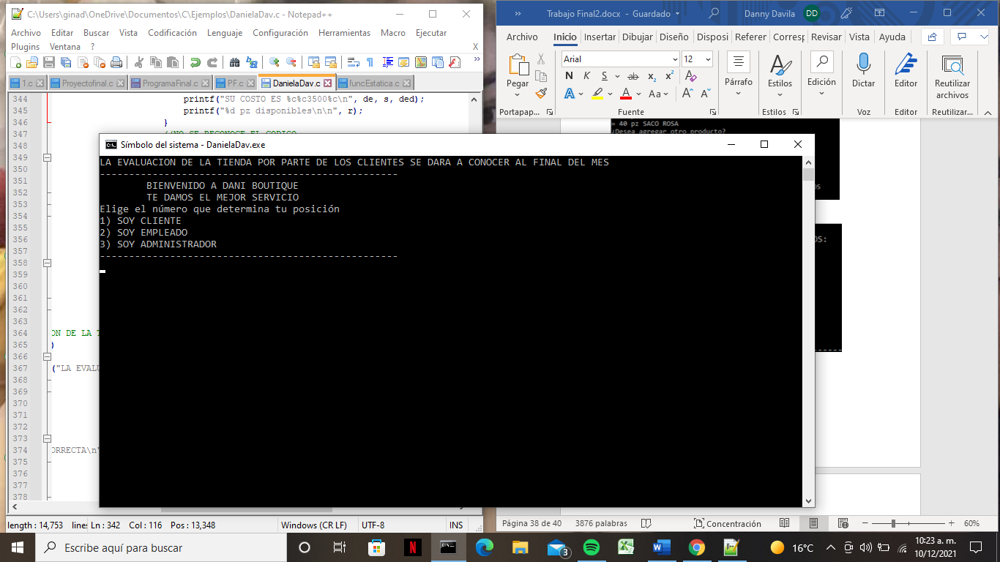 C:\Users\ginad\OneDrive\Documentos\C\Ejemplos\DanielaDav.c - Notepad++
Archivo Editar Buscar Vista Codificación Lenguaje Configuración Herramientas Macro Ejecutar
Plugins Ventana ? X
1.c Proyectofinal.c ProgramaFinal.c PF.c DanielaDav.c funcEstatica.c
344 printf("SU COSTO ES %c%c3500%c\n", de, s, ded);
345 printf("%d pz disponibles\n\n", r);
346 }
347 //NO SE RECONOCE EL CODIGO
348
349
350
351
352
353
354
355
356
357
358
359
360
361
362
363
364 ON DE LA T
365 )
366
367 ("LA EVALU
368
369
370
371
372
373
374 ORRECTA\n"
375
376
377
378
length : 14,753 lines Ln : 342 Col : 116 Pos : 13,348 Windows (CR LF) UTF-8 INS
Símbolo del sistema - DanielaDav.exe
LA EVALUACION DE LA TIENDA POR PARTE DE LOS CLIENTES SE DARA A CONOCER AL FINAL DEL MES
---------------------------------------------------
BIENVENIDO A DANI BOUTIQUE
TE DAMOS EL MEJOR SERVICIO
Elige el número que determina tu posición
1) SOY CLIENTE
2) SOY EMPLEADO
3) SOY ADMINISTRADOR
---------------------------------------------------
Trabajo Final2.docx - Guardado Danny Davila DD
Archivo Inicio Insertar Dibujar Diseño Disposi Referer Corresp Revisar Vista Ayuda
Arial 12
Pegar N K S ab x₂ x² A
A A Aa A A
Párrafo Estilos Edición Dictar Editor Reutilizar archivos
Portapap... Fuente Estilos Voz Editor Reutilizar...
» 40 pz SACO ROSA
¿Desea agregar otro producto?
OS
OS:
Página 38 de 40 3876 palabras Concentración 60%
Escribe aquí para buscar
3
16°C
10:23 a. m.
10/12/2021